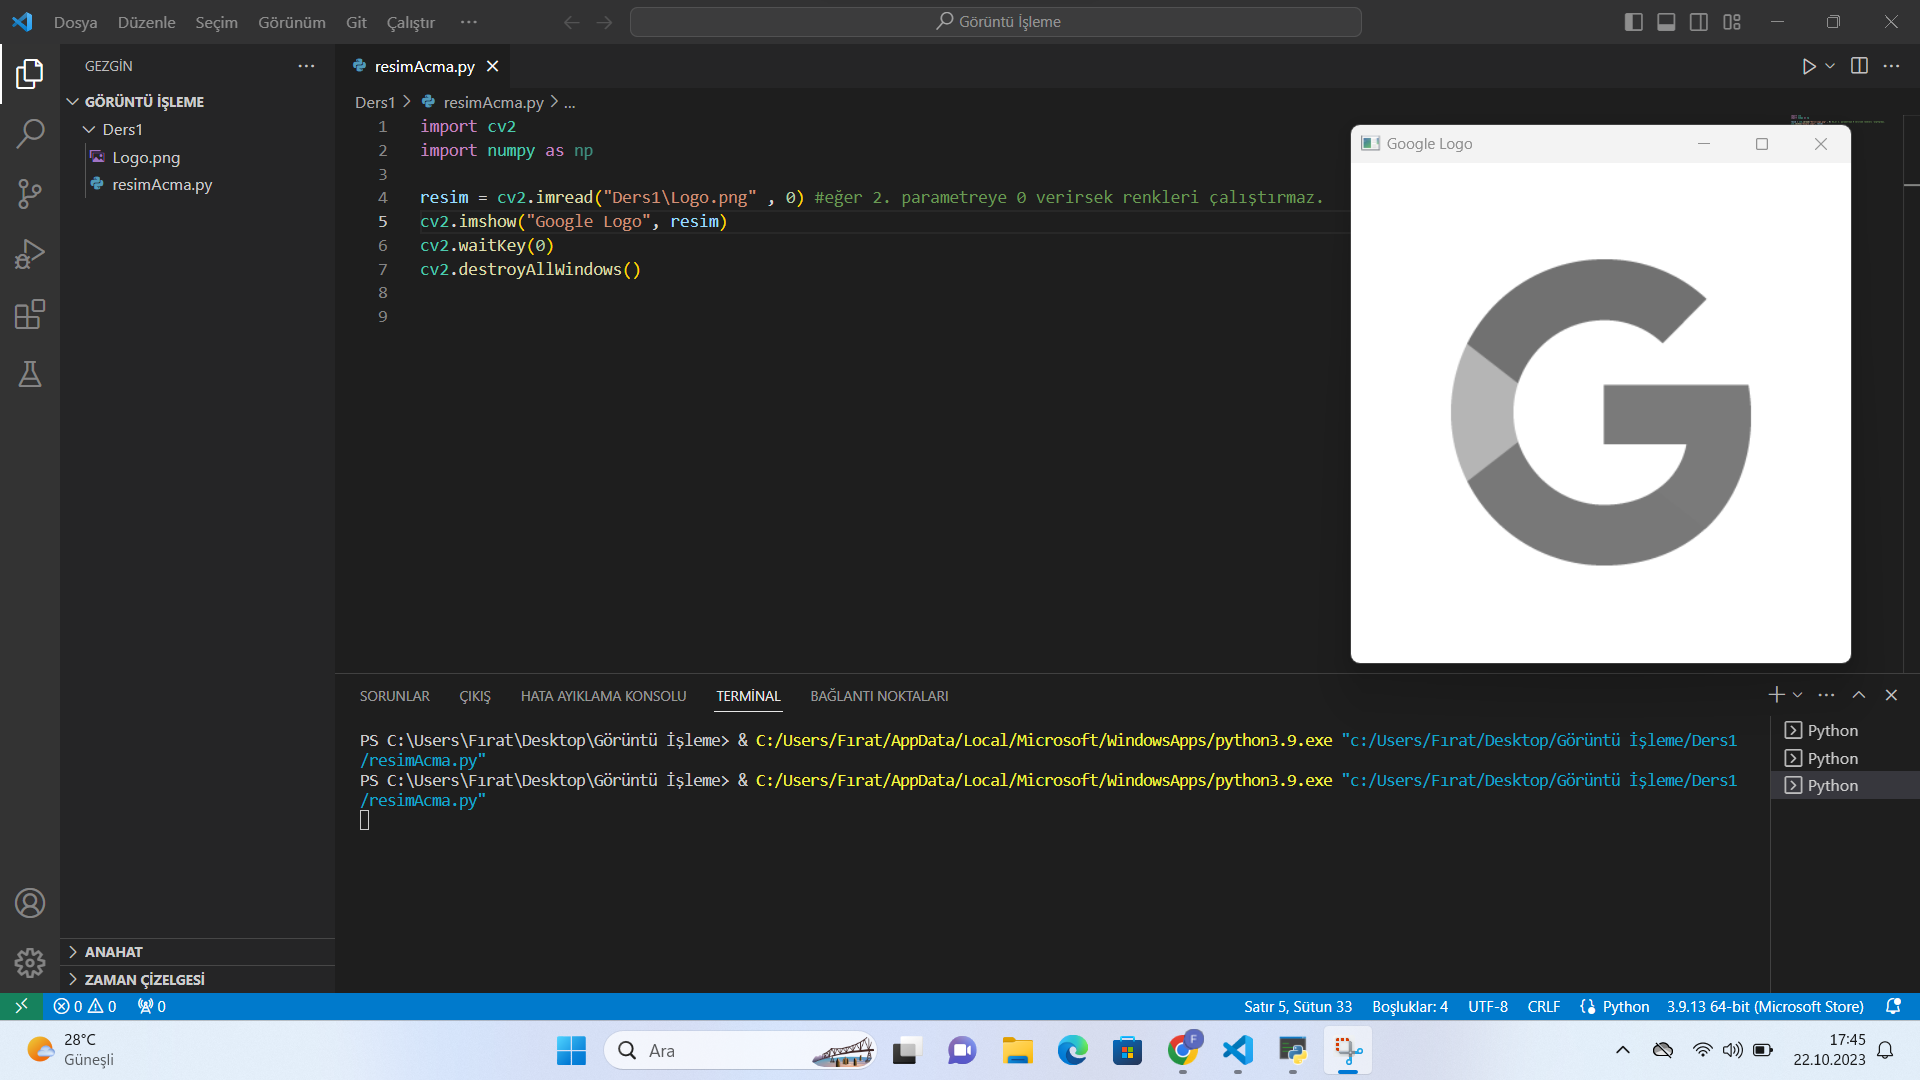 Dosya Düzenle Seçim Görünüm Git Çalıştır ···
Görüntü İşleme
GEZGİN
GÖRÜNTÜ İŞLEME
Ders1
Logo.png
resimAcma.py
ANAHAT
ZAMAN ÇİZELGESİ
resimAcma.py
Ders1 > resimAcma.py > ...
1 import cv2
2 import numpy as np
3
4 resim = cv2.imread("Ders1\Logo.png" , 0) #eğer 2. parametreye 0 verirsek renkleri çalıştırmaz.
5 cv2.imshow("Google Logo", resim)
6 cv2.waitKey(0)
7 cv2.destroyAllWindows()
8
9
Google Logo
G
SORUNLAR ÇIKIŞ HATA AYIKLAMA KONSOLU TERMİNAL BAĞLANTI NOKTALARI
PS C:\Users\Fırat\Desktop\Görüntü İşleme> & C:/Users/Fırat/AppData/Local/Microsoft/WindowsApps/python3.9.exe "c:/Users/Fırat/Desktop/Görüntü İşleme/Ders1
/resimAcma.py"
PS C:\Users\Fırat\Desktop\Görüntü İşleme> & C:/Users/Fırat/AppData/Local/Microsoft/WindowsApps/python3.9.exe "c:/Users/Fırat/Desktop/Görüntü İşleme/Ders1
/resimAcma.py"
Python
Python
Python
0 0 0
Satır 5, Sütun 33 Boşluklar: 4 UTF-8 CRLF Python 3.9.13 64-bit (Microsoft Store)
28°C
Güneşli
Ara
F
17:45
22.10.2023